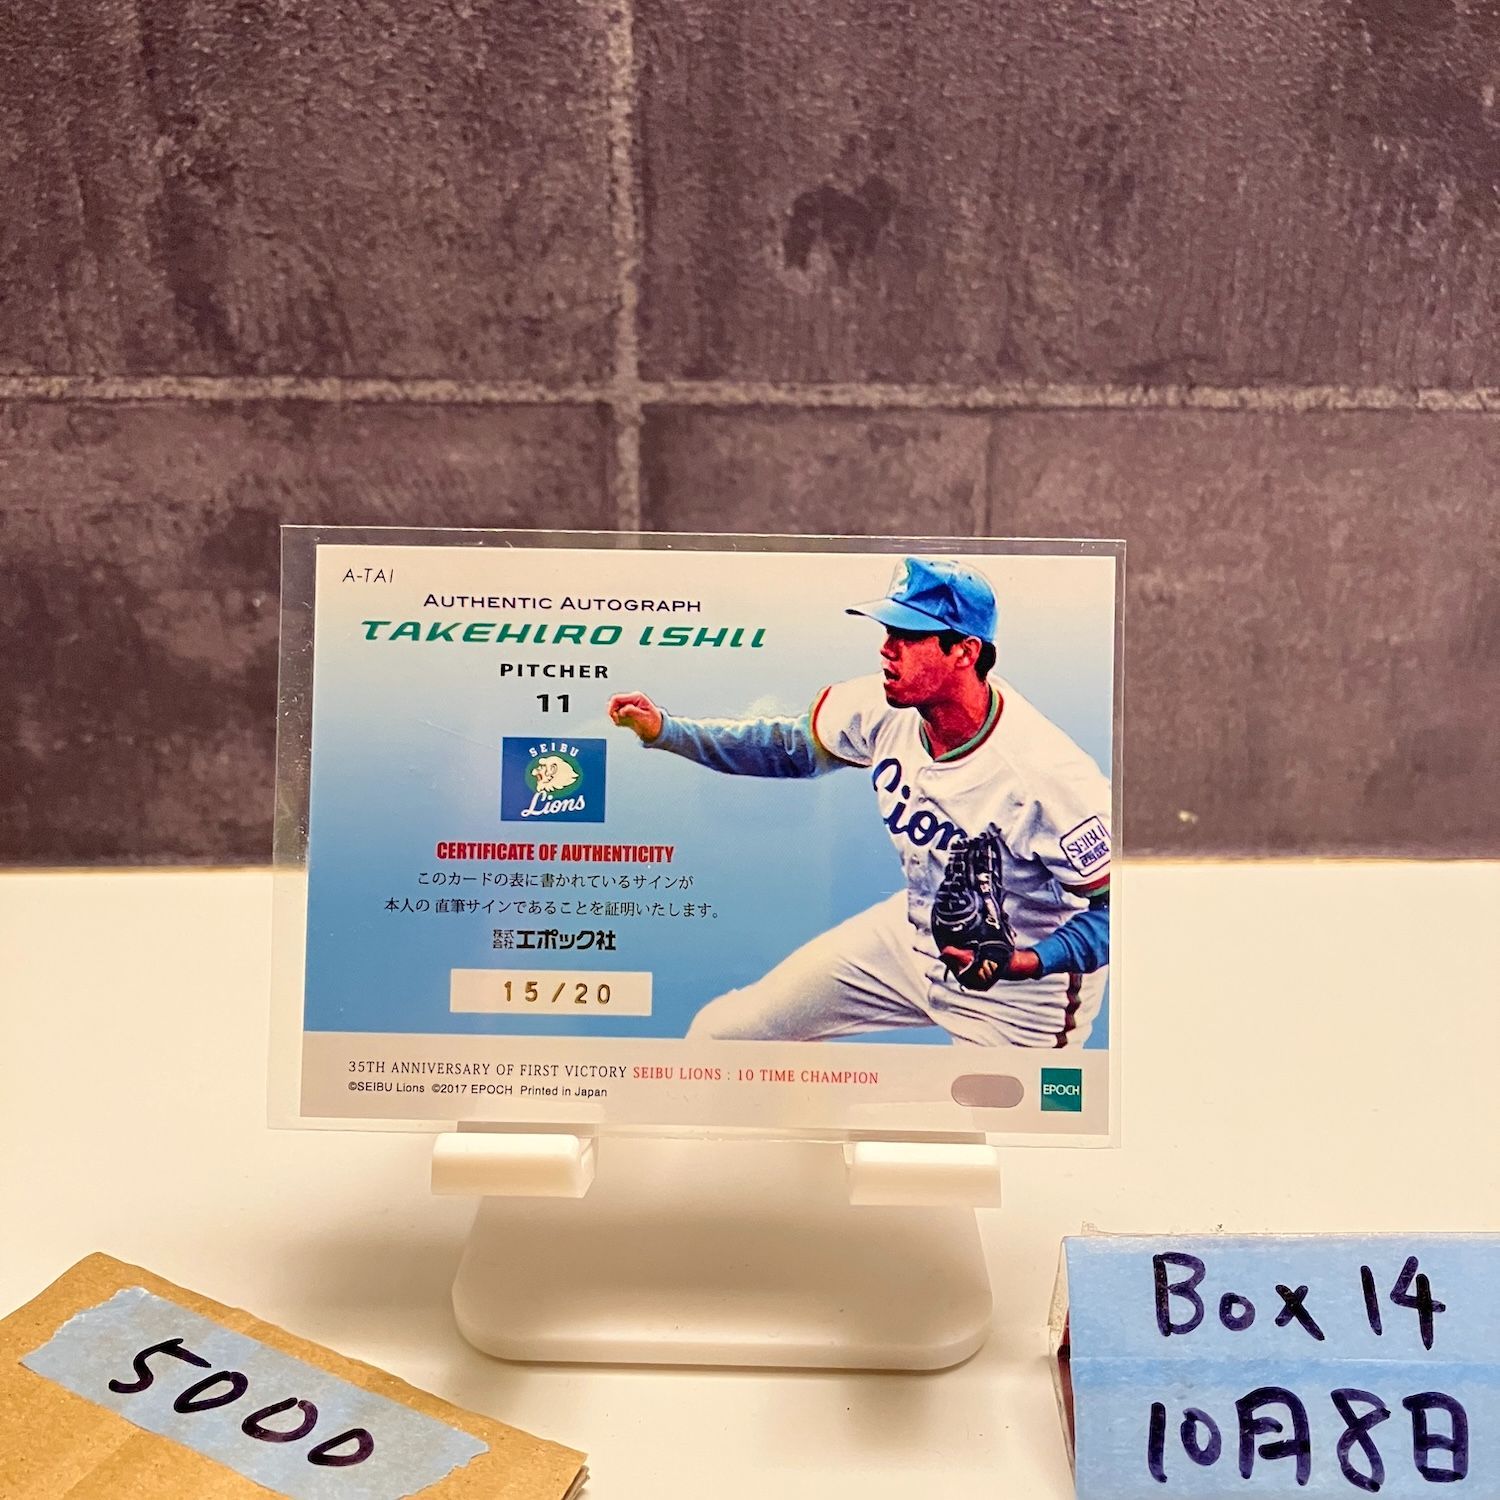 A-TAI
AUTHENTIC AUTOGRAPH
TAKEHIRO ISHII
PITCHER
11
SEIBU
Lions
CERTIFICATE OF AUTHENTICITY
このカードの表に書かれているサインが
本人の 直筆サインであることを証明いたします。
株式会社エポック社
15/20
Lions
SEIBU
西武
35TH ANNIVERSARY OF FIRST VICTORY SEIBU LIONS : 10 TIME CHAMPION
©SEIBU Lions ©2017 EPOCH Printed in Japan
EPOCH
5000
Box 14
10月8日